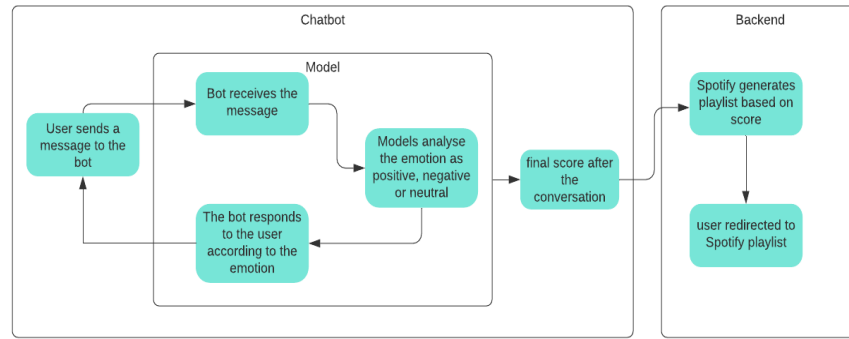 Chatbot
Backend
Model
Bot receives the
message
User sends a
message to the
bot
Models analyse
the emotion as
positive, negative
or neutral
The bot responds
to the user
according to the
emotion
final score after
the
conversation
Spotify generates
playlist based on
score
user redirected to
Spotify playlist